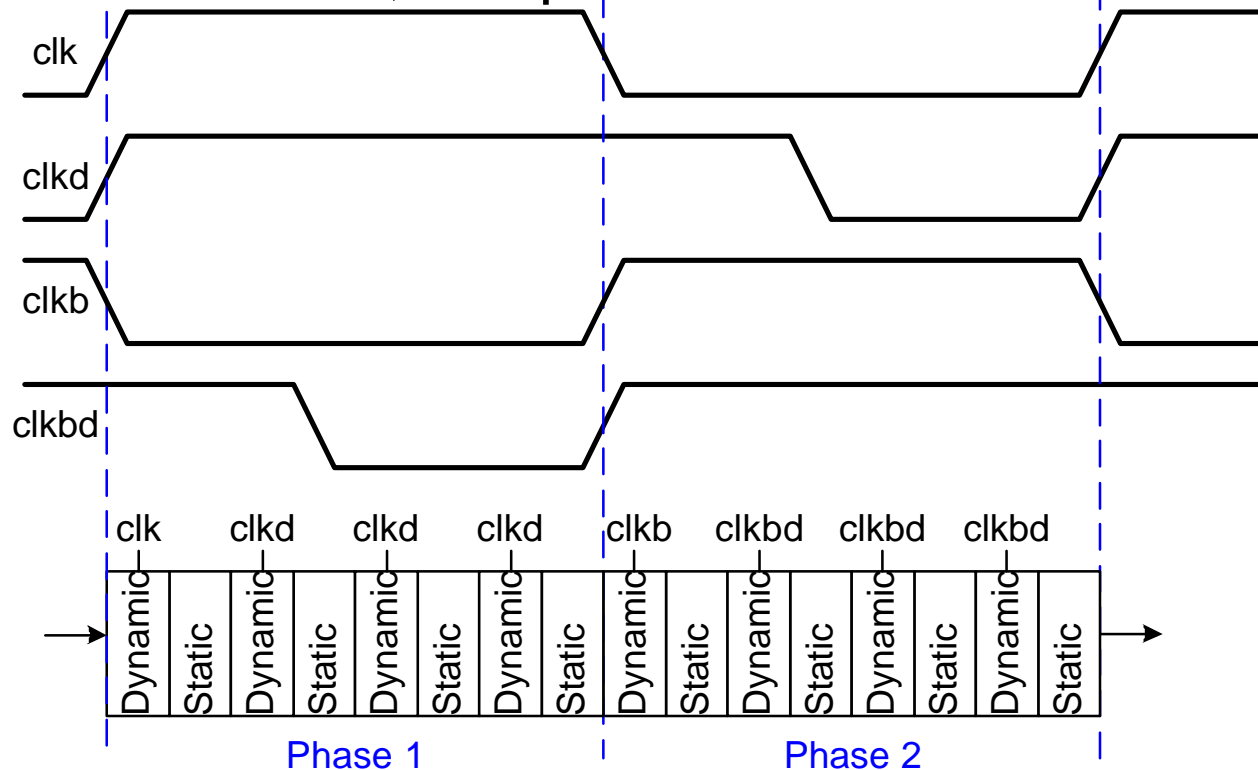 clk
clkd
clkb
clkbd
clk clkd clkd clkd clkb clkbd clkbd clkbd
Dynamic Static Dynamic Static Dynamic Static Dynamic Static Dynamic Static Dynamic Static Dynamic Static Dynamic Static
Phase 1 Phase 2